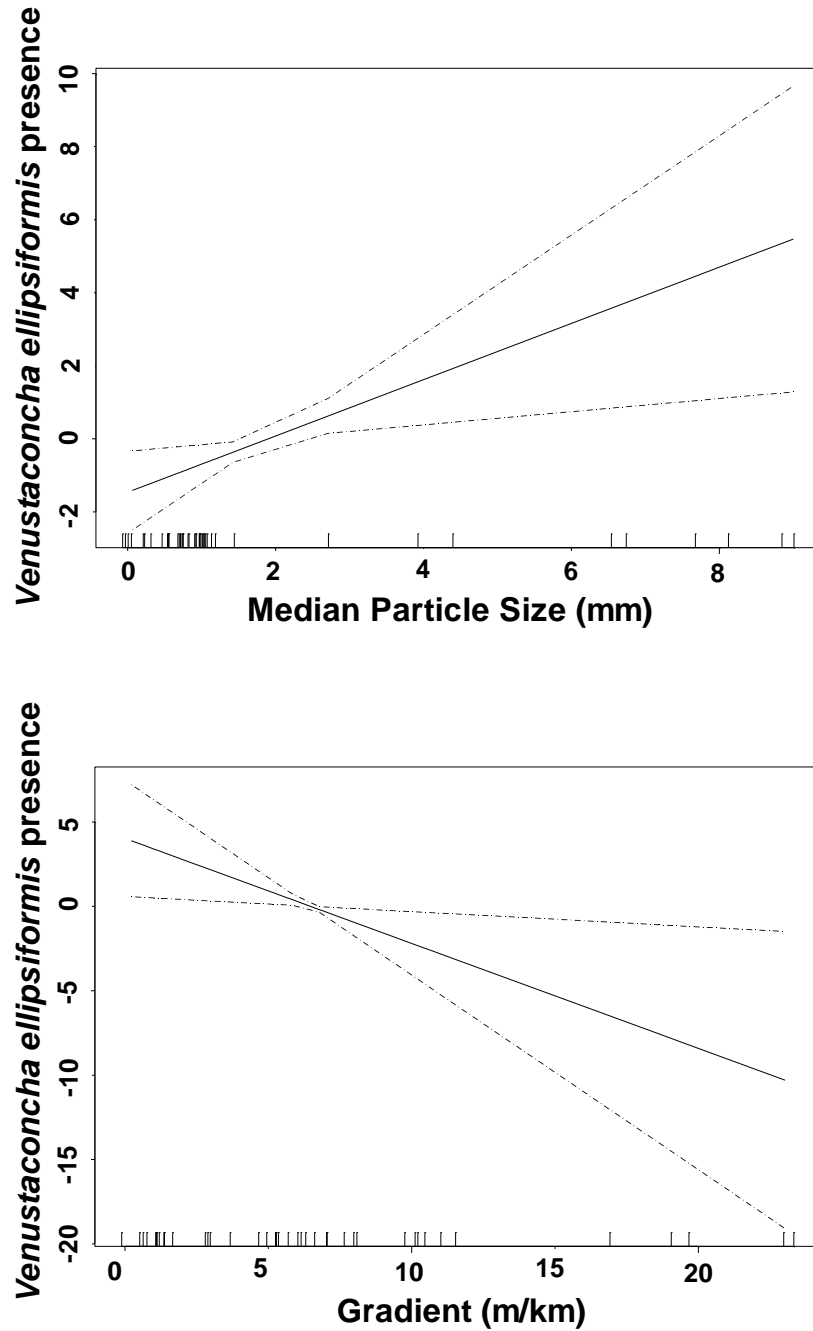 Venustaconcha ellipsiformis presence
10
8
6
4
2
0
-2
0 2 4 6 8
Median Particle Size (mm)
Venustaconcha ellipsiformis presence
5
0
-5
-10
-15
-20
0 5 10 15 20
Gradient (m/km)